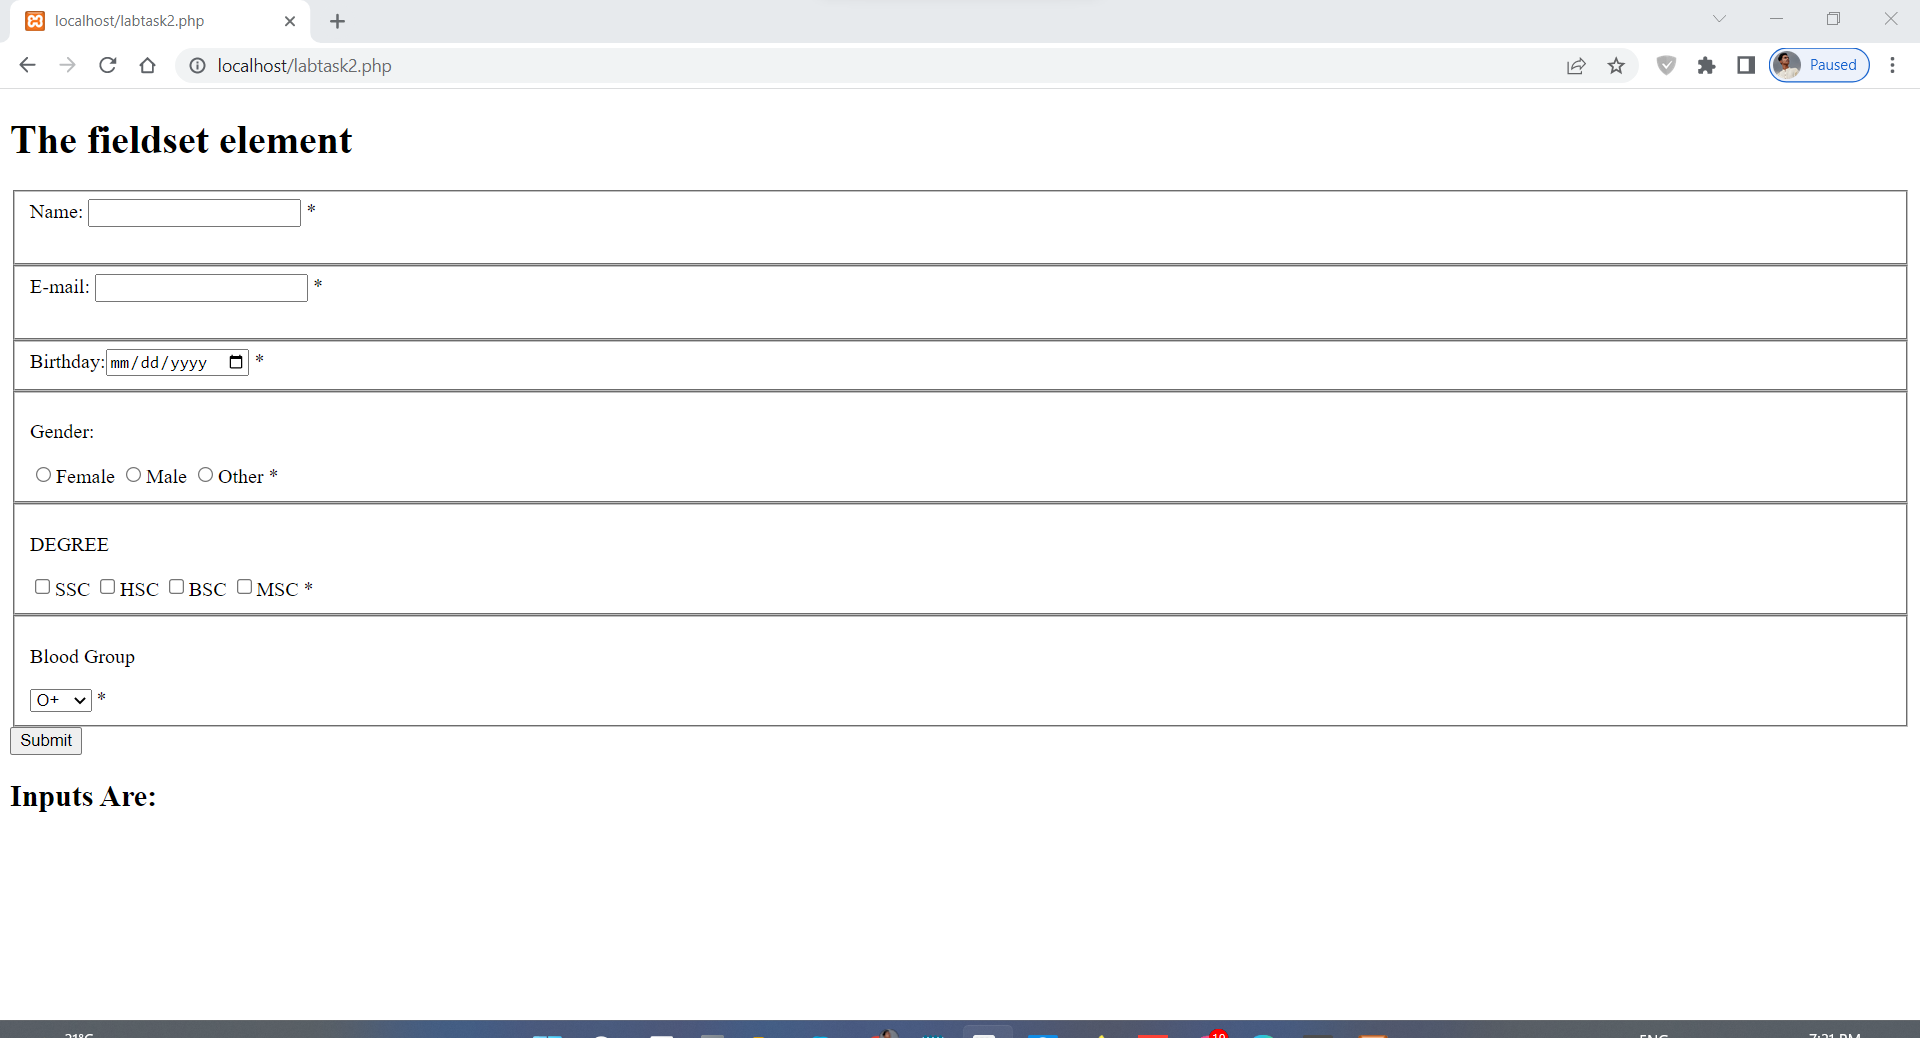 localhost/labtask2.php
localhost/labtask2.php
Paused
The fieldset element
Name: *
E-mail: *
Birthday: mm/dd/yyyy *
Gender:
Female Male Other *
DEGREE
SSC HSC BSC MSC *
Blood Group
O+ *
Submit
Inputs Are: